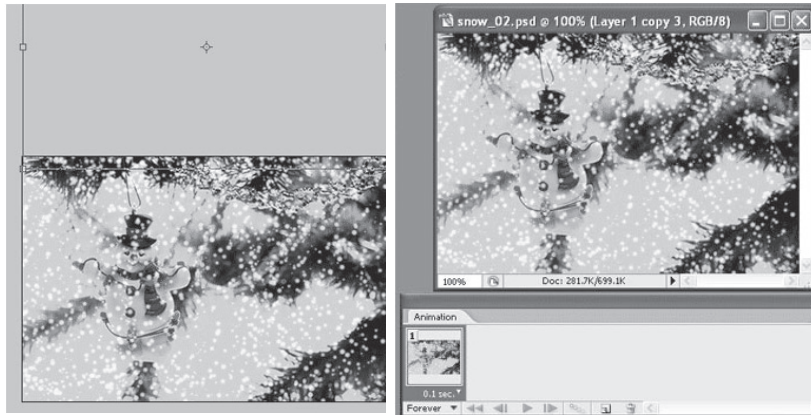 snow_02.psd @ 100% (Layer 1 copy 3, RGB/8)
100% Doc: 281.7K/699.1K
Animation
1
0.1 sec.
Forever